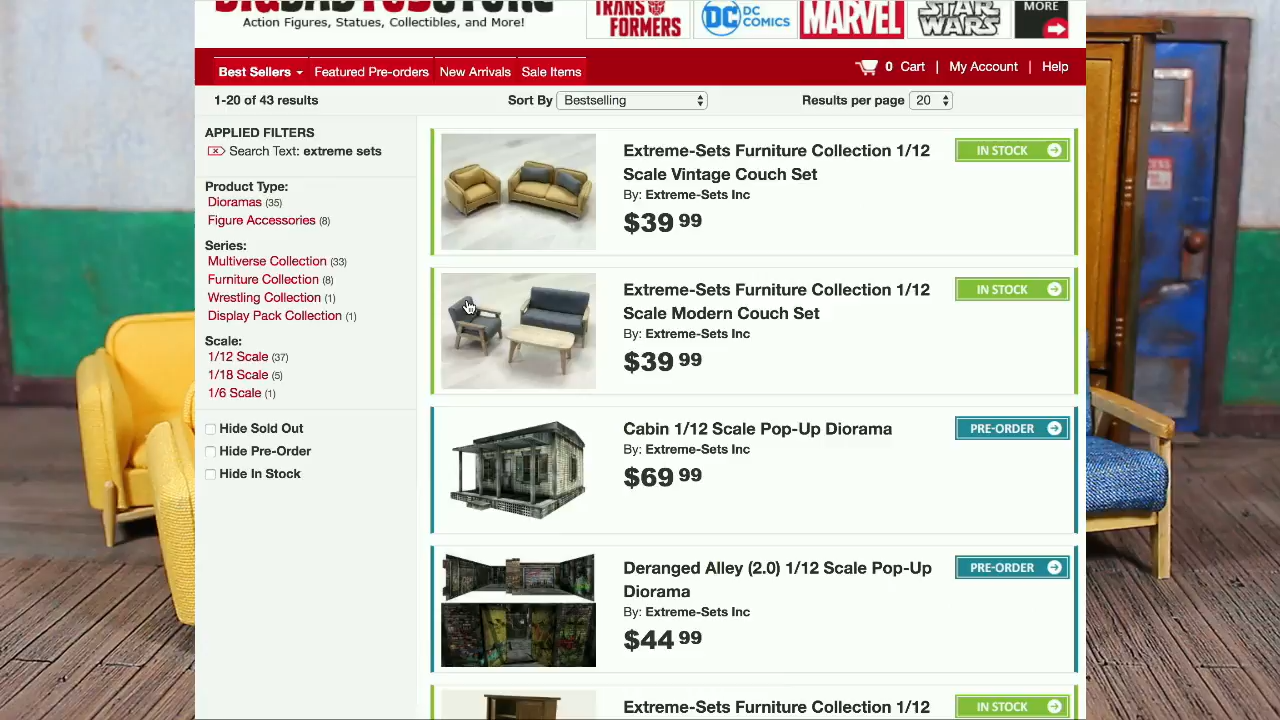 BIGBADTOYSTORE
Action Figures, Statues, Collectibles, and More!
TRANSFORMERS
DC
DC COMICS
MARVEL
STAR WARS
MORE
Best Sellers
Featured Pre-orders
New Arrivals
Sale Items
0 Cart | My Account | Help
1-20 of 43 results
Sort By Bestselling
Results per page 20
APPLIED FILTERS
Search Text: extreme sets
Product Type:
Dioramas (35)
Figure Accessories (8)
Series:
Multiverse Collection (33)
Furniture Collection (8)
Wrestling Collection (1)
Display Pack Collection (1)
Scale:
1/12 Scale (37)
1/18 Scale (5)
1/6 Scale (1)
Hide Sold Out
Hide Pre-Order
Hide In Stock
Extreme-Sets Furniture Collection 1/12
Scale Vintage Couch Set
By: Extreme-Sets Inc
$39 99
IN STOCK
Extreme-Sets Furniture Collection 1/12
Scale Modern Couch Set
By: Extreme-Sets Inc
$39 99
IN STOCK
Cabin 1/12 Scale Pop-Up Diorama
By: Extreme-Sets Inc
$69 99
PRE-ORDER
Deranged Alley (2.0) 1/12 Scale Pop-Up
Diorama
By: Extreme-Sets Inc
$44 99
PRE-ORDER
Extreme-Sets Furniture Collection 1/12
IN STOCK